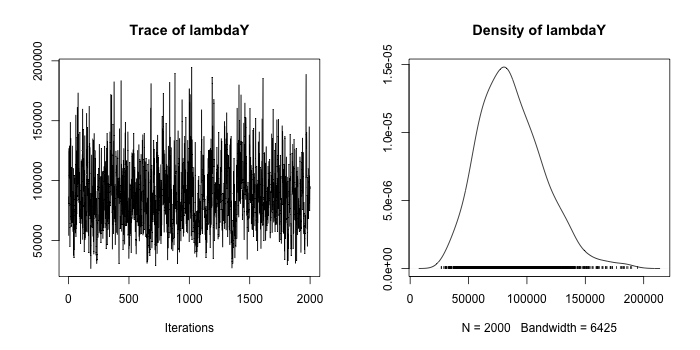 Trace of lambdaY
200000
150000
100000
50000
0 500 1000 1500 2000
Iterations
Density of lambdaY
1.5e-05
1.0e-05
5.0e-06
0.0e+00
0 50000 100000 150000 200000
N = 2000 Bandwidth = 6425